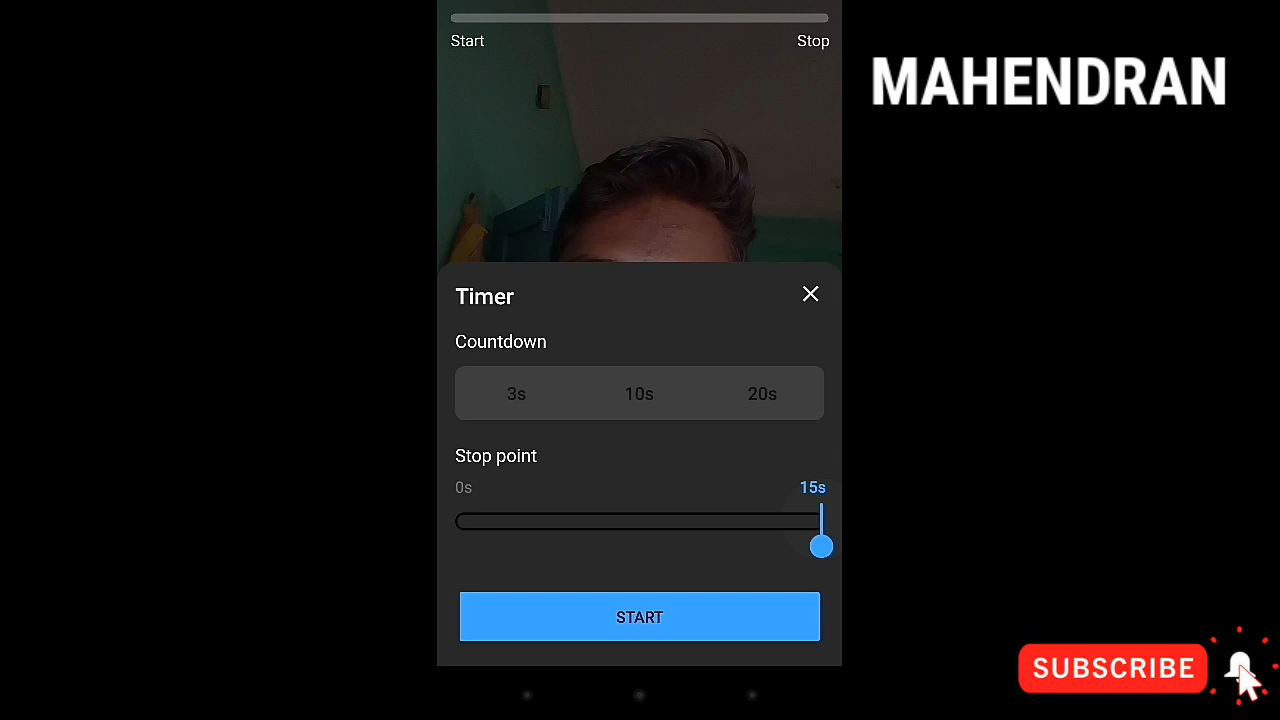 Start
Stop
MAHENDRAN
Timer
Countdown
3s 10s 20s
Stop point
0s 15s
START
SUBSCRIBE